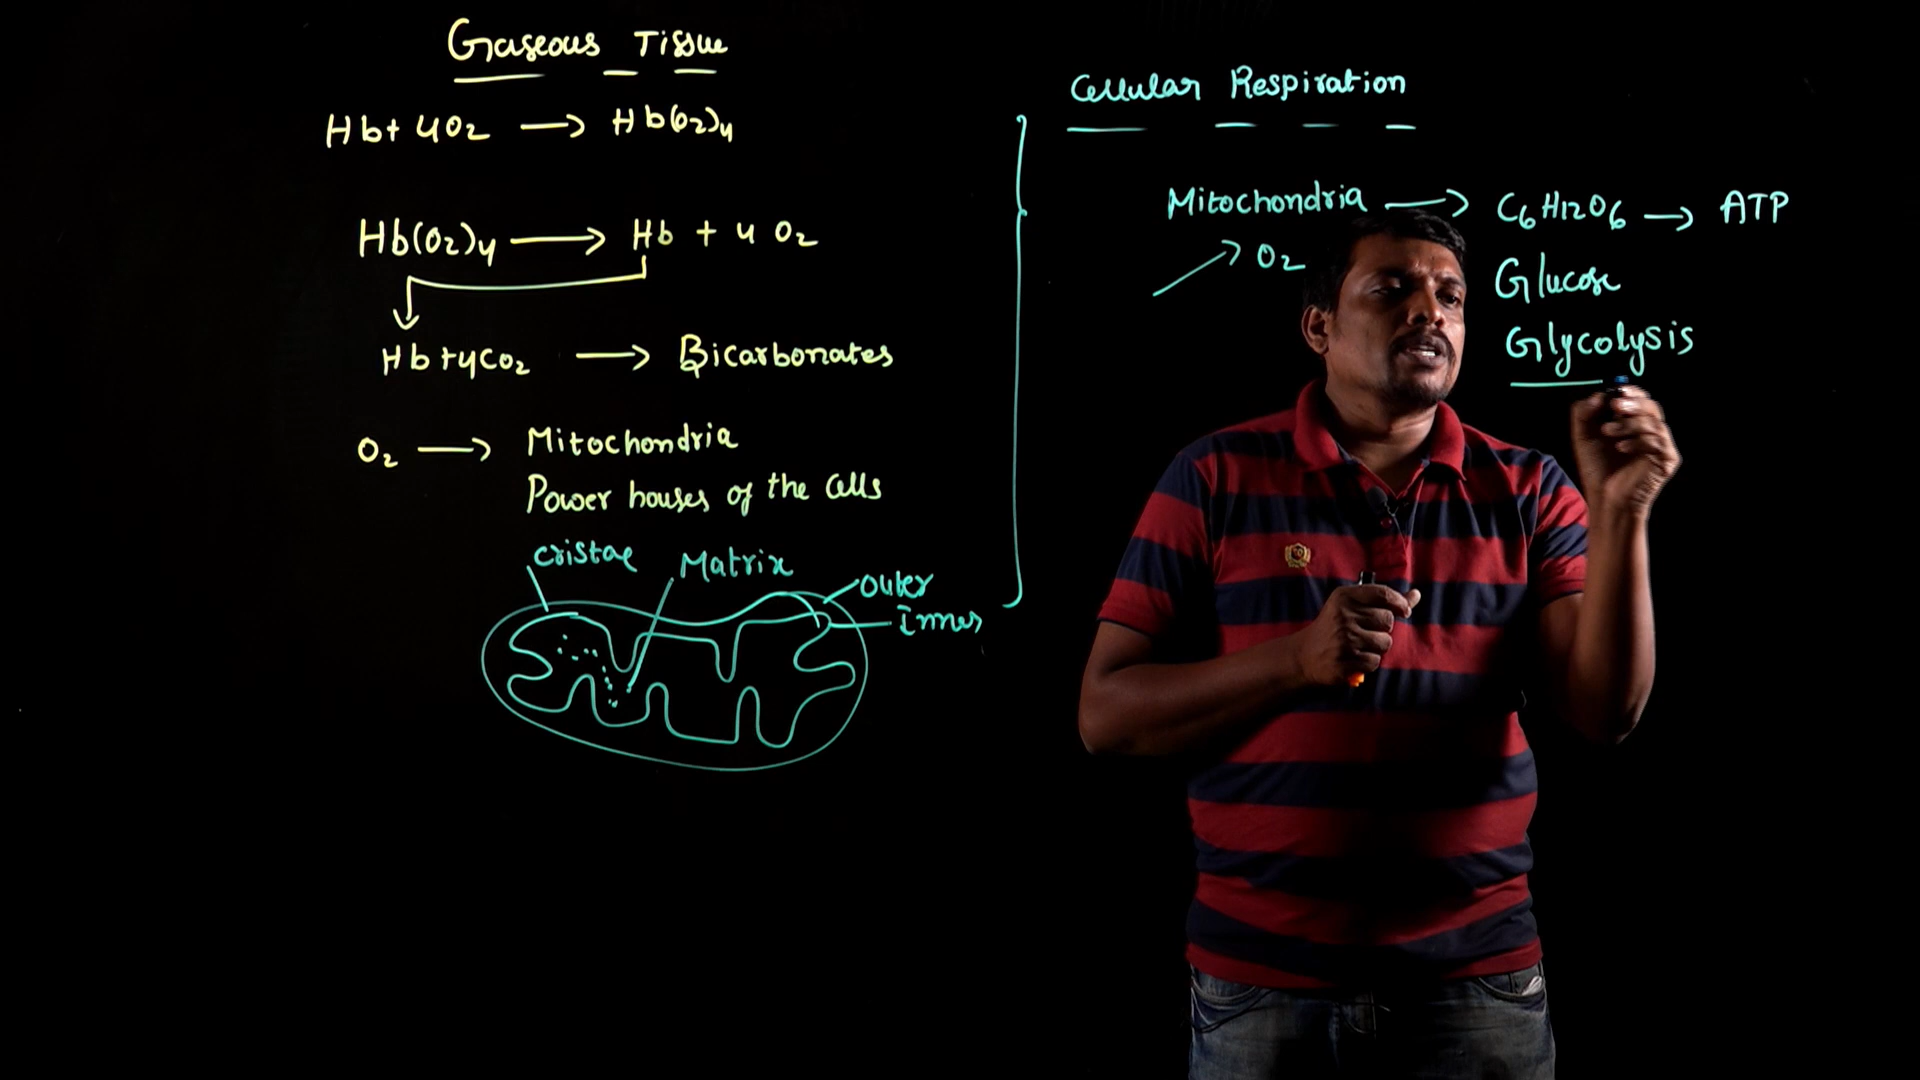 Gaseous Tissue
Hb + 4O2 → Hb(O2)4
Hb(O2)4 → Hb + 4 O2
Hb + 4CO2 → Bicarbonates
O2 → Mitochondria
Power houses of the cells
cristae
Matrix
outer
Inner
Cellular Respiration
Mitochondria → C6H12O6 → ATP
O2
Glucose
Glycolysis